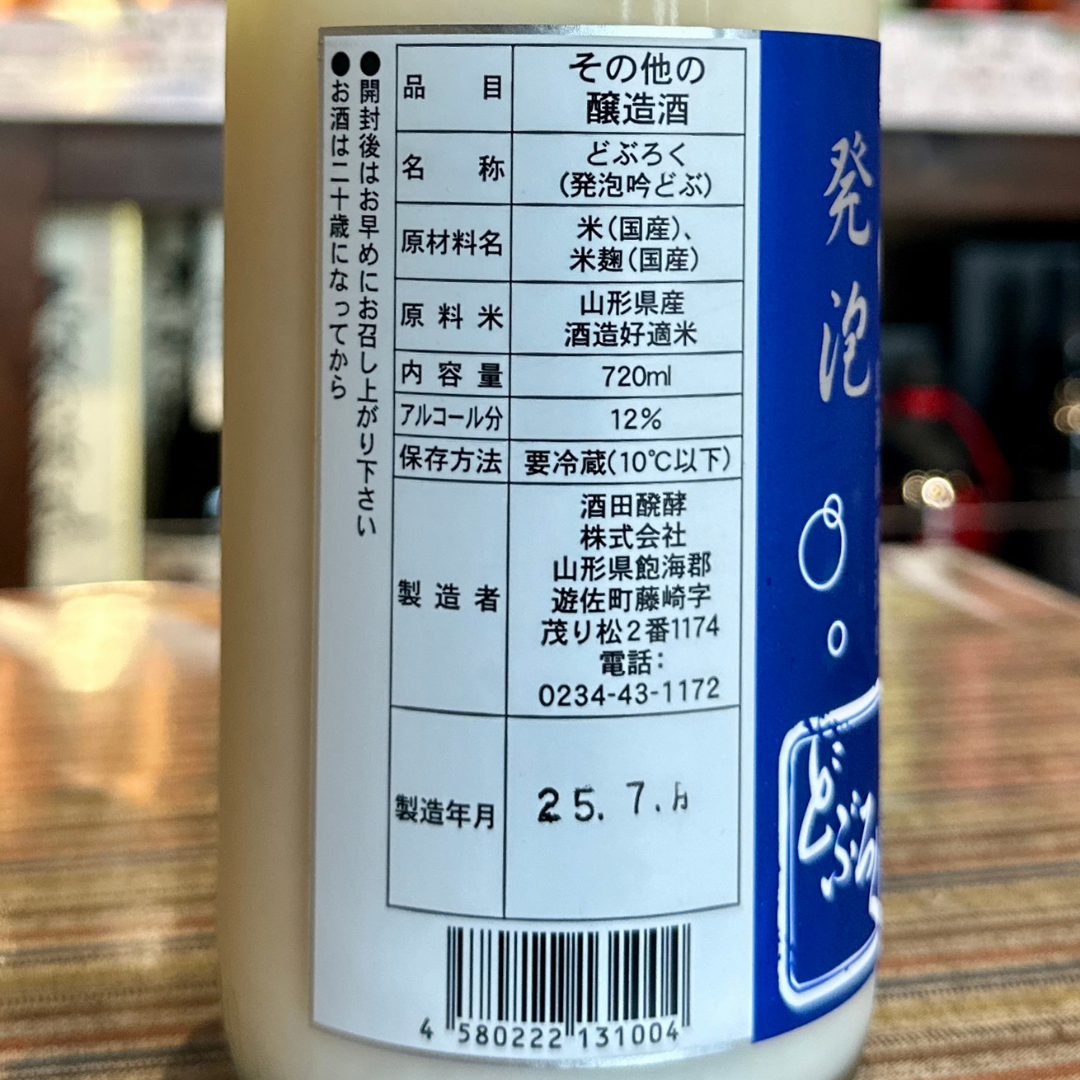 ●開封後はお早めにお召し上がり下さい
●お酒は二十歳になってから
品目
その他の
醸造酒
名称
どぶろく
(発泡吟どぶ)
原材料名
米(国産)、
米麹(国産)
原料米
山形県産
酒造好適米
内容量
720ml
アルコール分
12%
保存方法
要冷蔵(10℃以下)
製造者
酒田醗酵
株式会社
山形県飽海郡
遊佐町藤崎字
茂り松2番1174
電話:
0234-43-1172
製造年月
25.7.
4 580222 131004
発泡
どぶろ